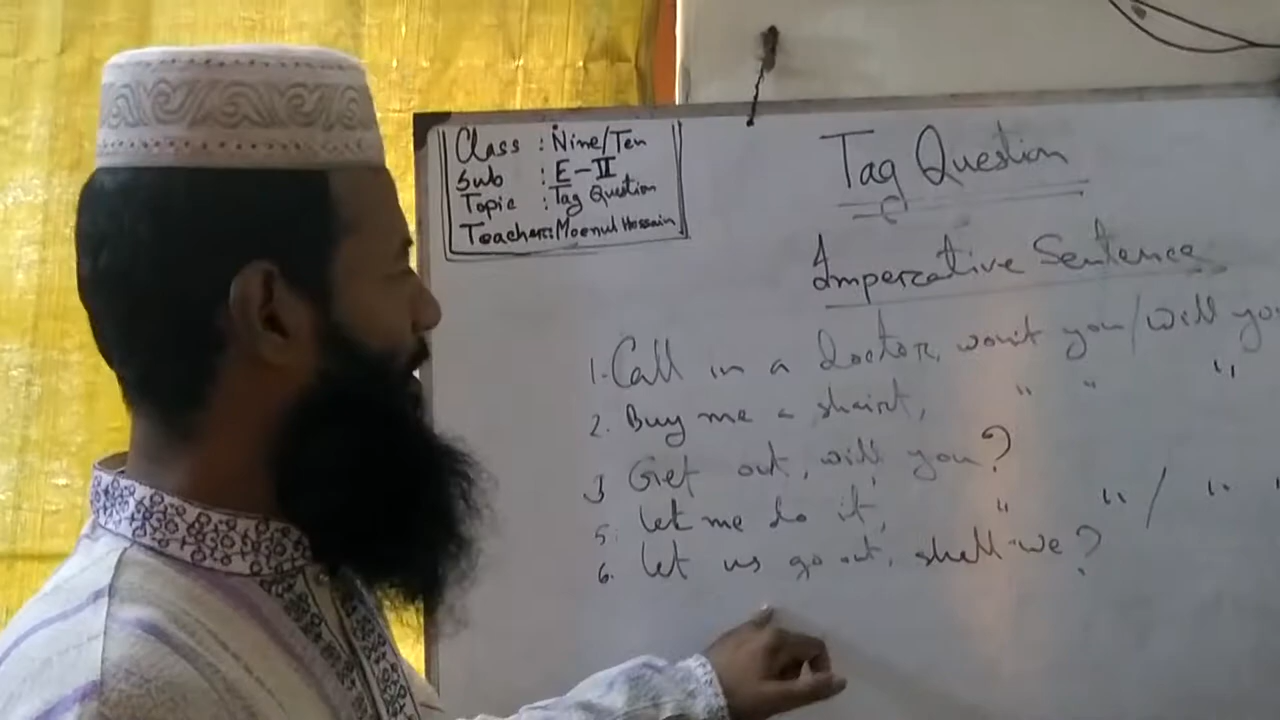 Class : Nine/Ten
Sub : E-II
Topic : Tag Question
Teacher: Moenul Hossain
Tag Question
Imperative Sentence
1. Call in a doctor, won't you/will you
2. Buy me a shairt, " " "
3 Get out, will you?
5. let me do it, " " / " "
6. let us go out, shall-we?